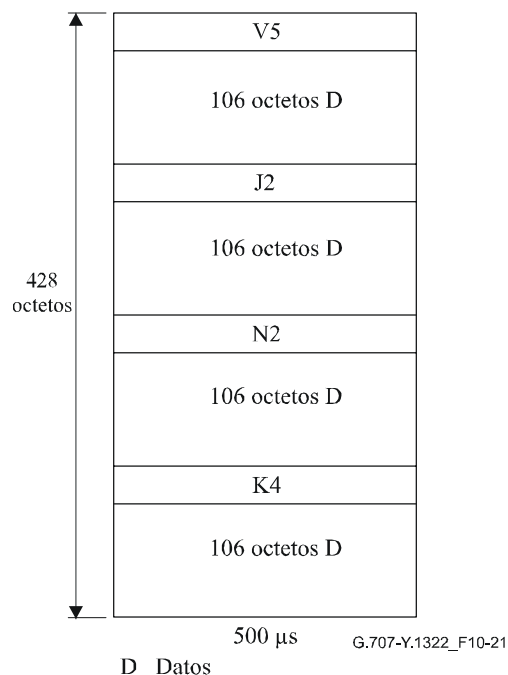 V5
106 octetos D
J2
106 octetos D
428
octetos
N2
106 octetos D
K4
106 octetos D
500 µs
G.707-Y.1322_F10-21
D Datos